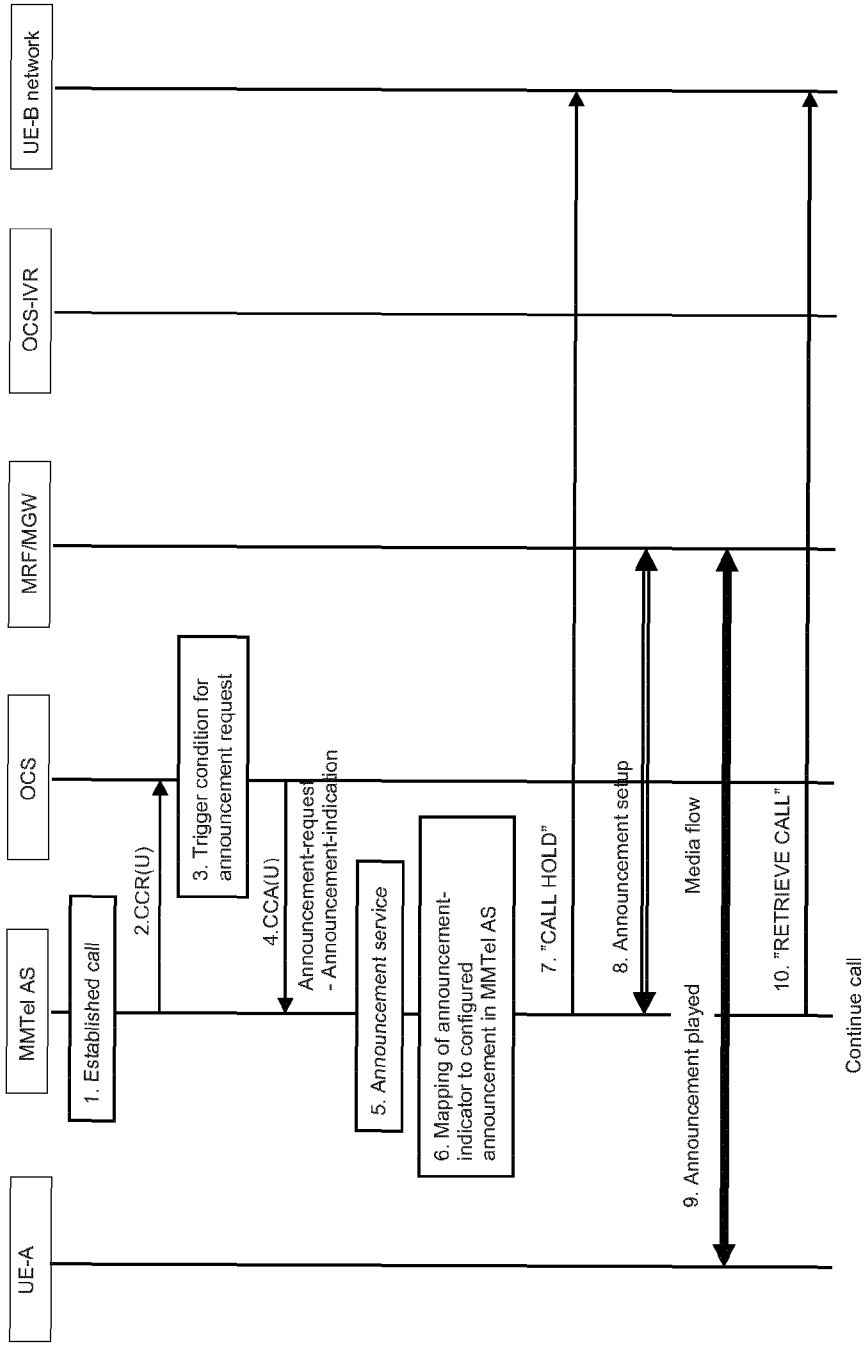 UE-A
MMTel AS
OCS
MRF/MGW
OCS-IVR
UE-B network
1. Established call
2.CCR(U)
3. Trigger condition for
announcement request
4.CCA(U)
Announcement-request
- Announcement-indication
5. Announcement service
6. Mapping of announcement-
indicator to configured
announcement in MMTel AS
7. "CALL HOLD"
8. Announcement setup
9. Announcement played
Media flow
10. "RETRIEVE CALL"
Continue call